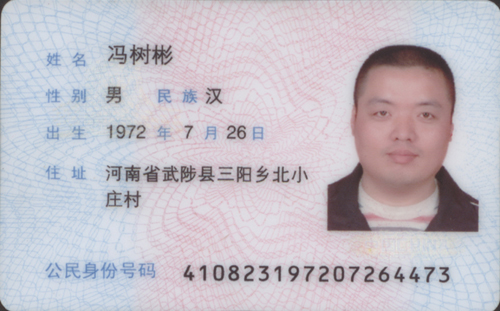 姓名 冯树彬
性别 男 民族 汉
出生 1972 年 7 月 26 日
住址 河南省武陟县三阳乡北小
庄村
公民身份号码 410823197207264473